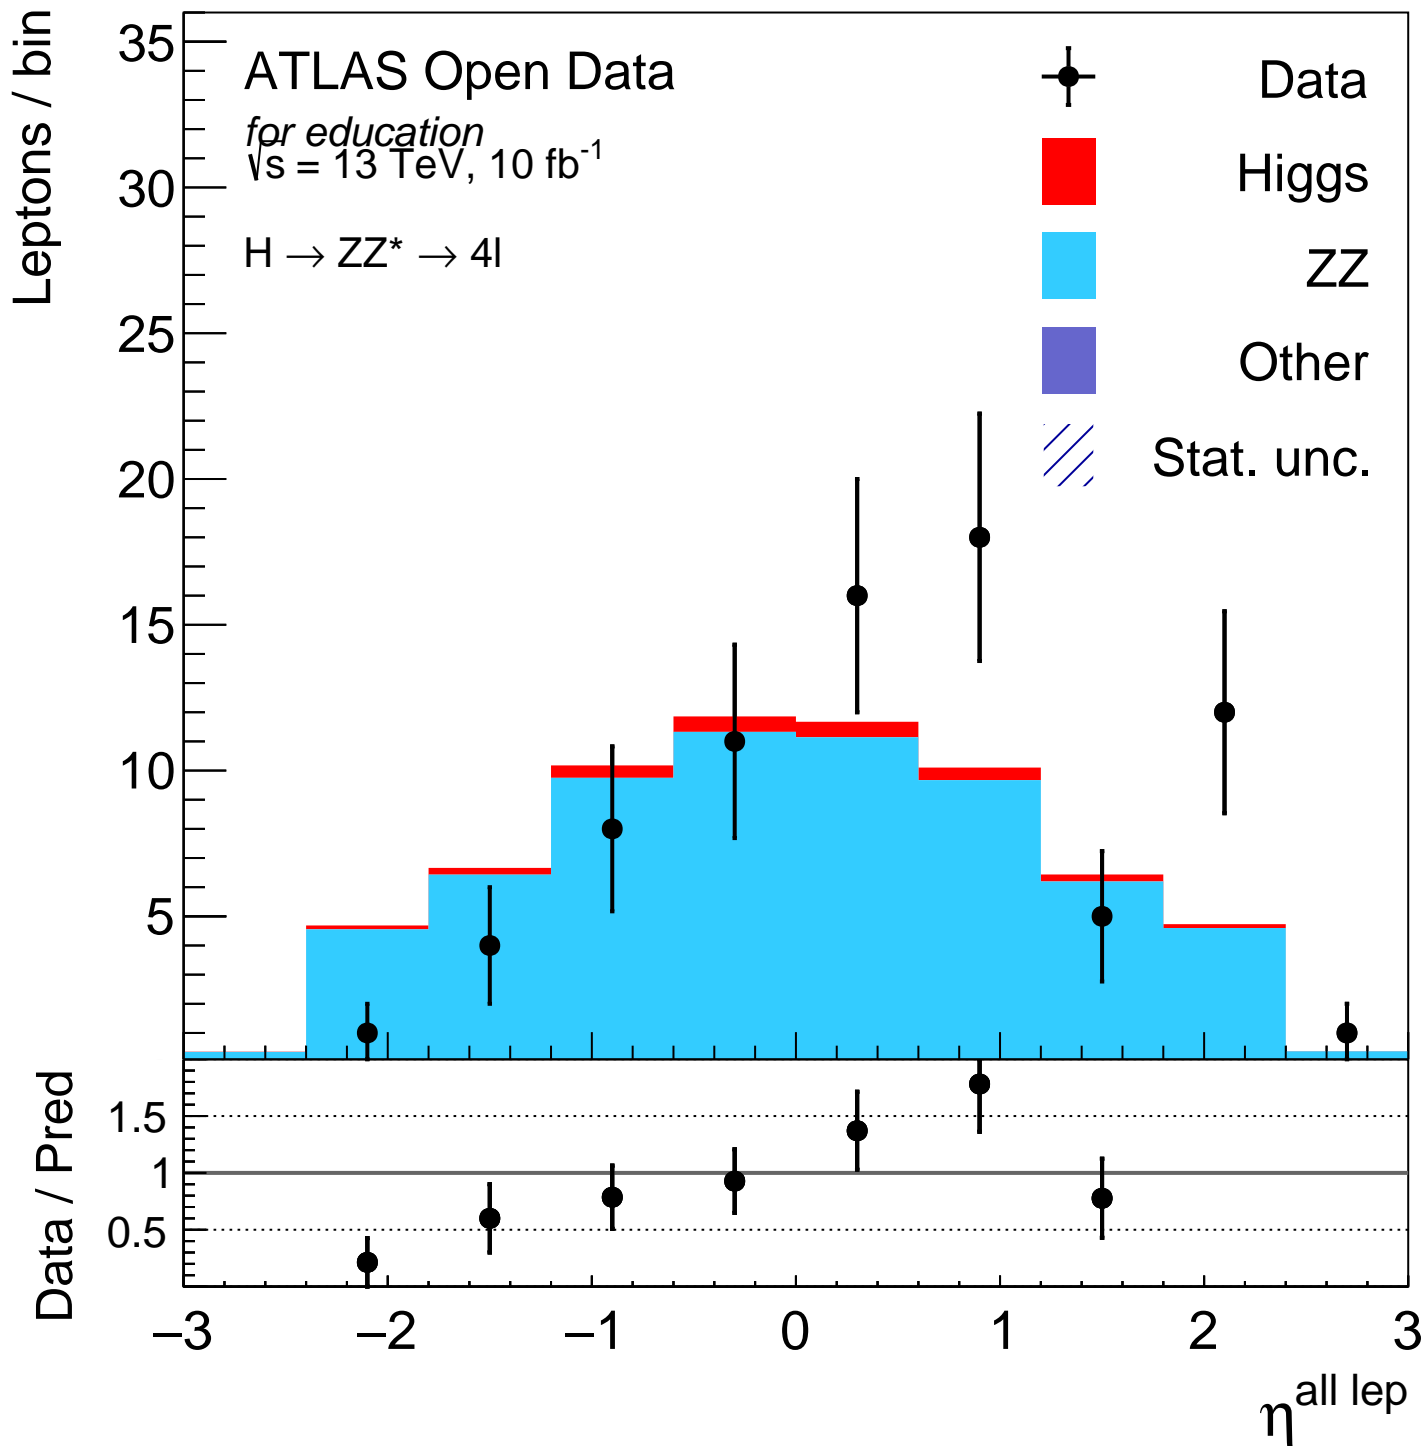 Leptons / bin
35
30
25
20
15
10
5
ATLAS Open Data
for education
√s = 13 TeV, 10 fb⁻¹
H → ZZ* → 4l
Data
Higgs
ZZ
Other
Stat. unc.
Data / Pred
1.5
1
0.5
−3 −2 −1 0 1 2 3
η^all lep